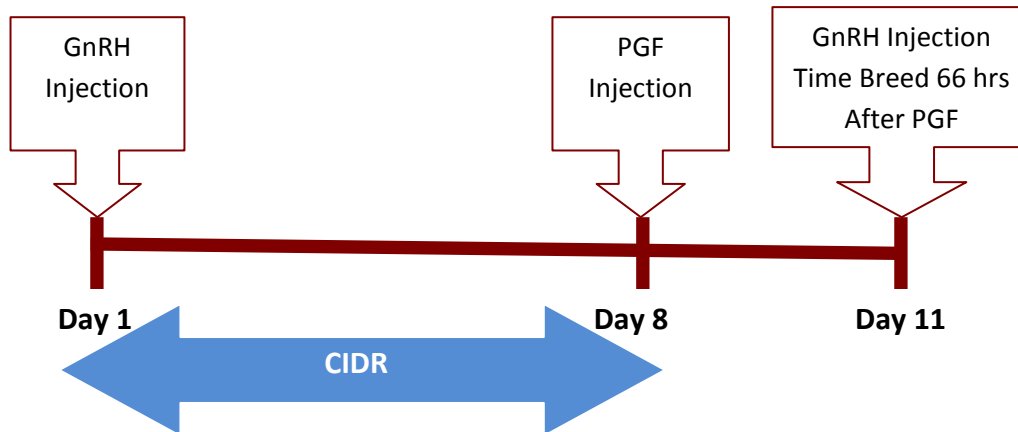 GnRH
Injection
PGF
Injection
GnRH Injection
Time Breed 66 hrs
After PGF
Day 1
Day 8
Day 11
CIDR